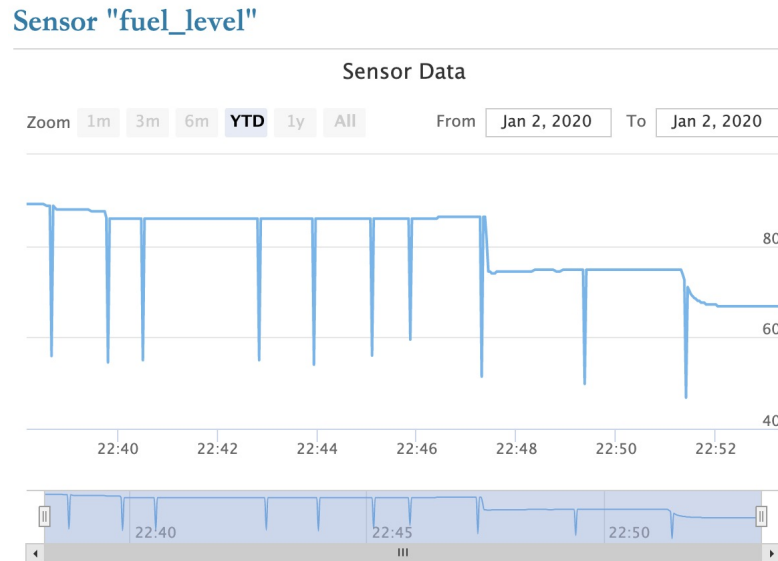 Sensor "fuel_level"
Sensor Data
Zoom 1m 3m 6m YTD 1y All From Jan 2, 2020 To Jan 2, 2020
80
60
40
22:40 22:42 22:44 22:46 22:48 22:50 22:52
22:40 22:45 22:50